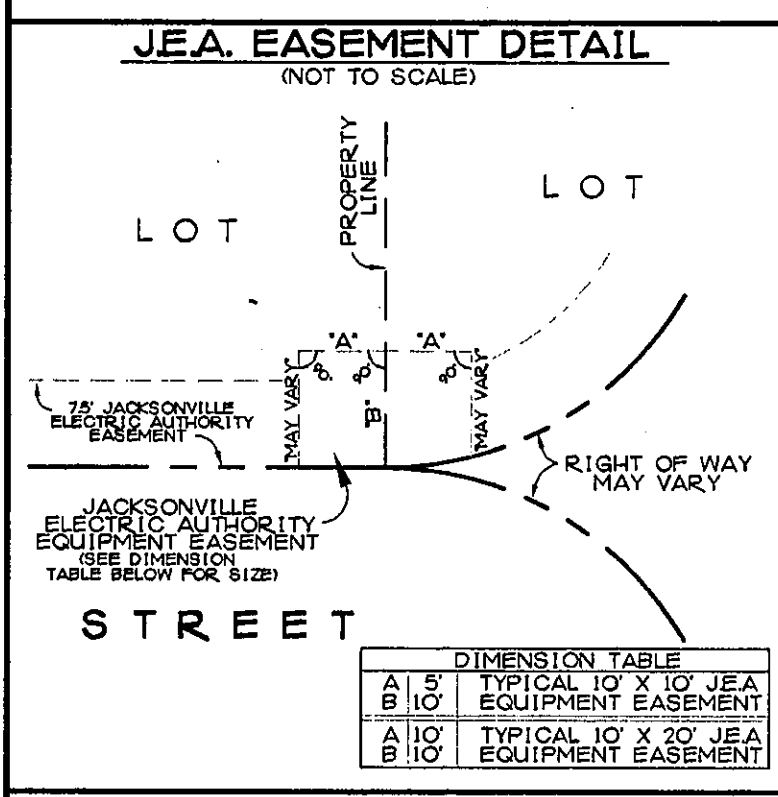 J.E.A. EASEMENT DETAIL
(NOT TO SCALE)
PROPERTY
LINE
LOT
LOT
"A"
"A"
90°
90°
90°
"B"
MAY VARY
MAY VARY
7.5' JACKSONVILLE
ELECTRIC AUTHORITY
EASEMENT
RIGHT OF WAY
MAY VARY
JACKSONVILLE
ELECTRIC AUTHORITY
EQUIPMENT EASEMENT
(SEE DIMENSION
TABLE BELOW FOR SIZE)
STREET
DIMENSION TABLE
A 5' TYPICAL 10' X 10' J.E.A
B 10' EQUIPMENT EASEMENT
A 10' TYPICAL 10' X 20' J.E.A
B 10' EQUIPMENT EASEMENT